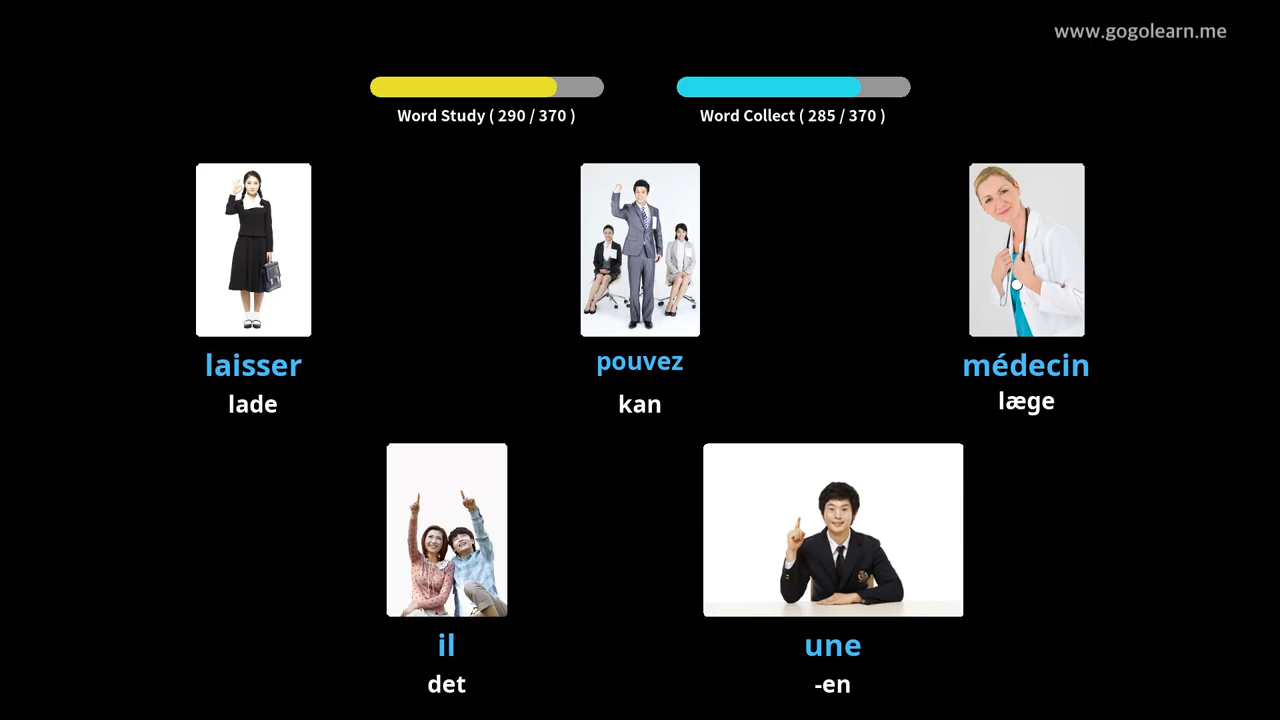 www.gogolearn.me
Word Study ( 290 / 370 )
Word Collect ( 285 / 370 )
laisser
lade
pouvez
kan
médecin
læge
il
det
une
-en